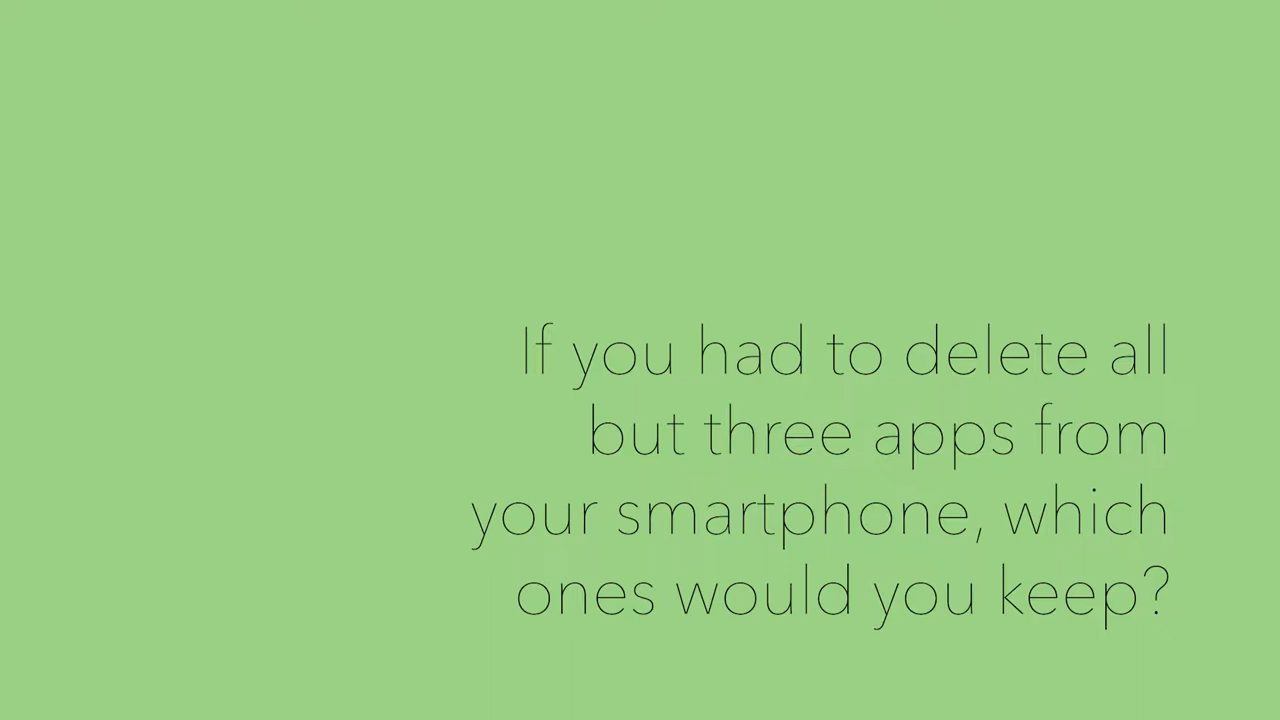 If you had to delete all
but three apps from
your smartphone, which
ones would you keep?